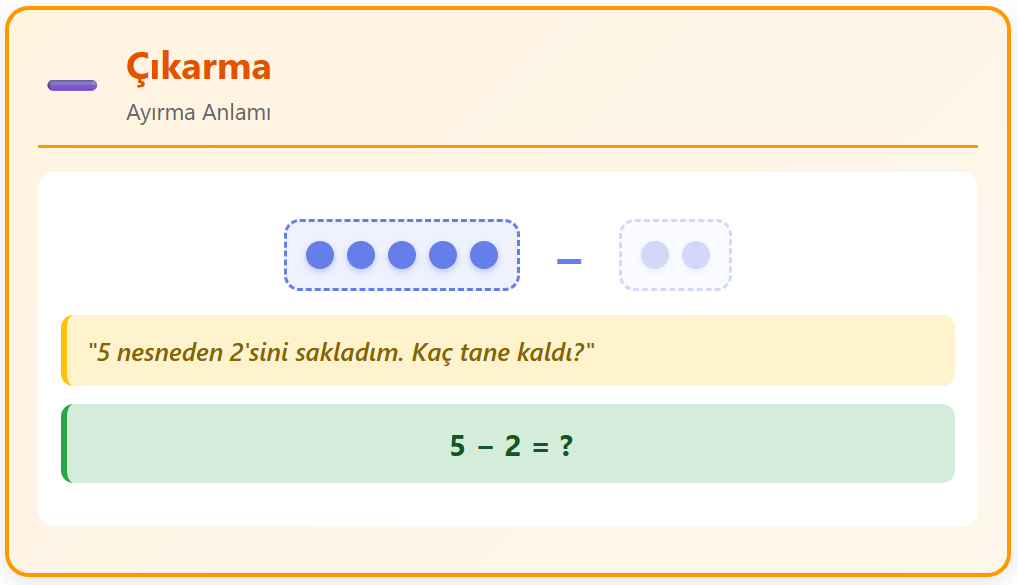 Çıkarma
Ayırma Anlamı
–
"5 nesneden 2'sini sakladım. Kaç tane kaldı?"
5 − 2 = ?